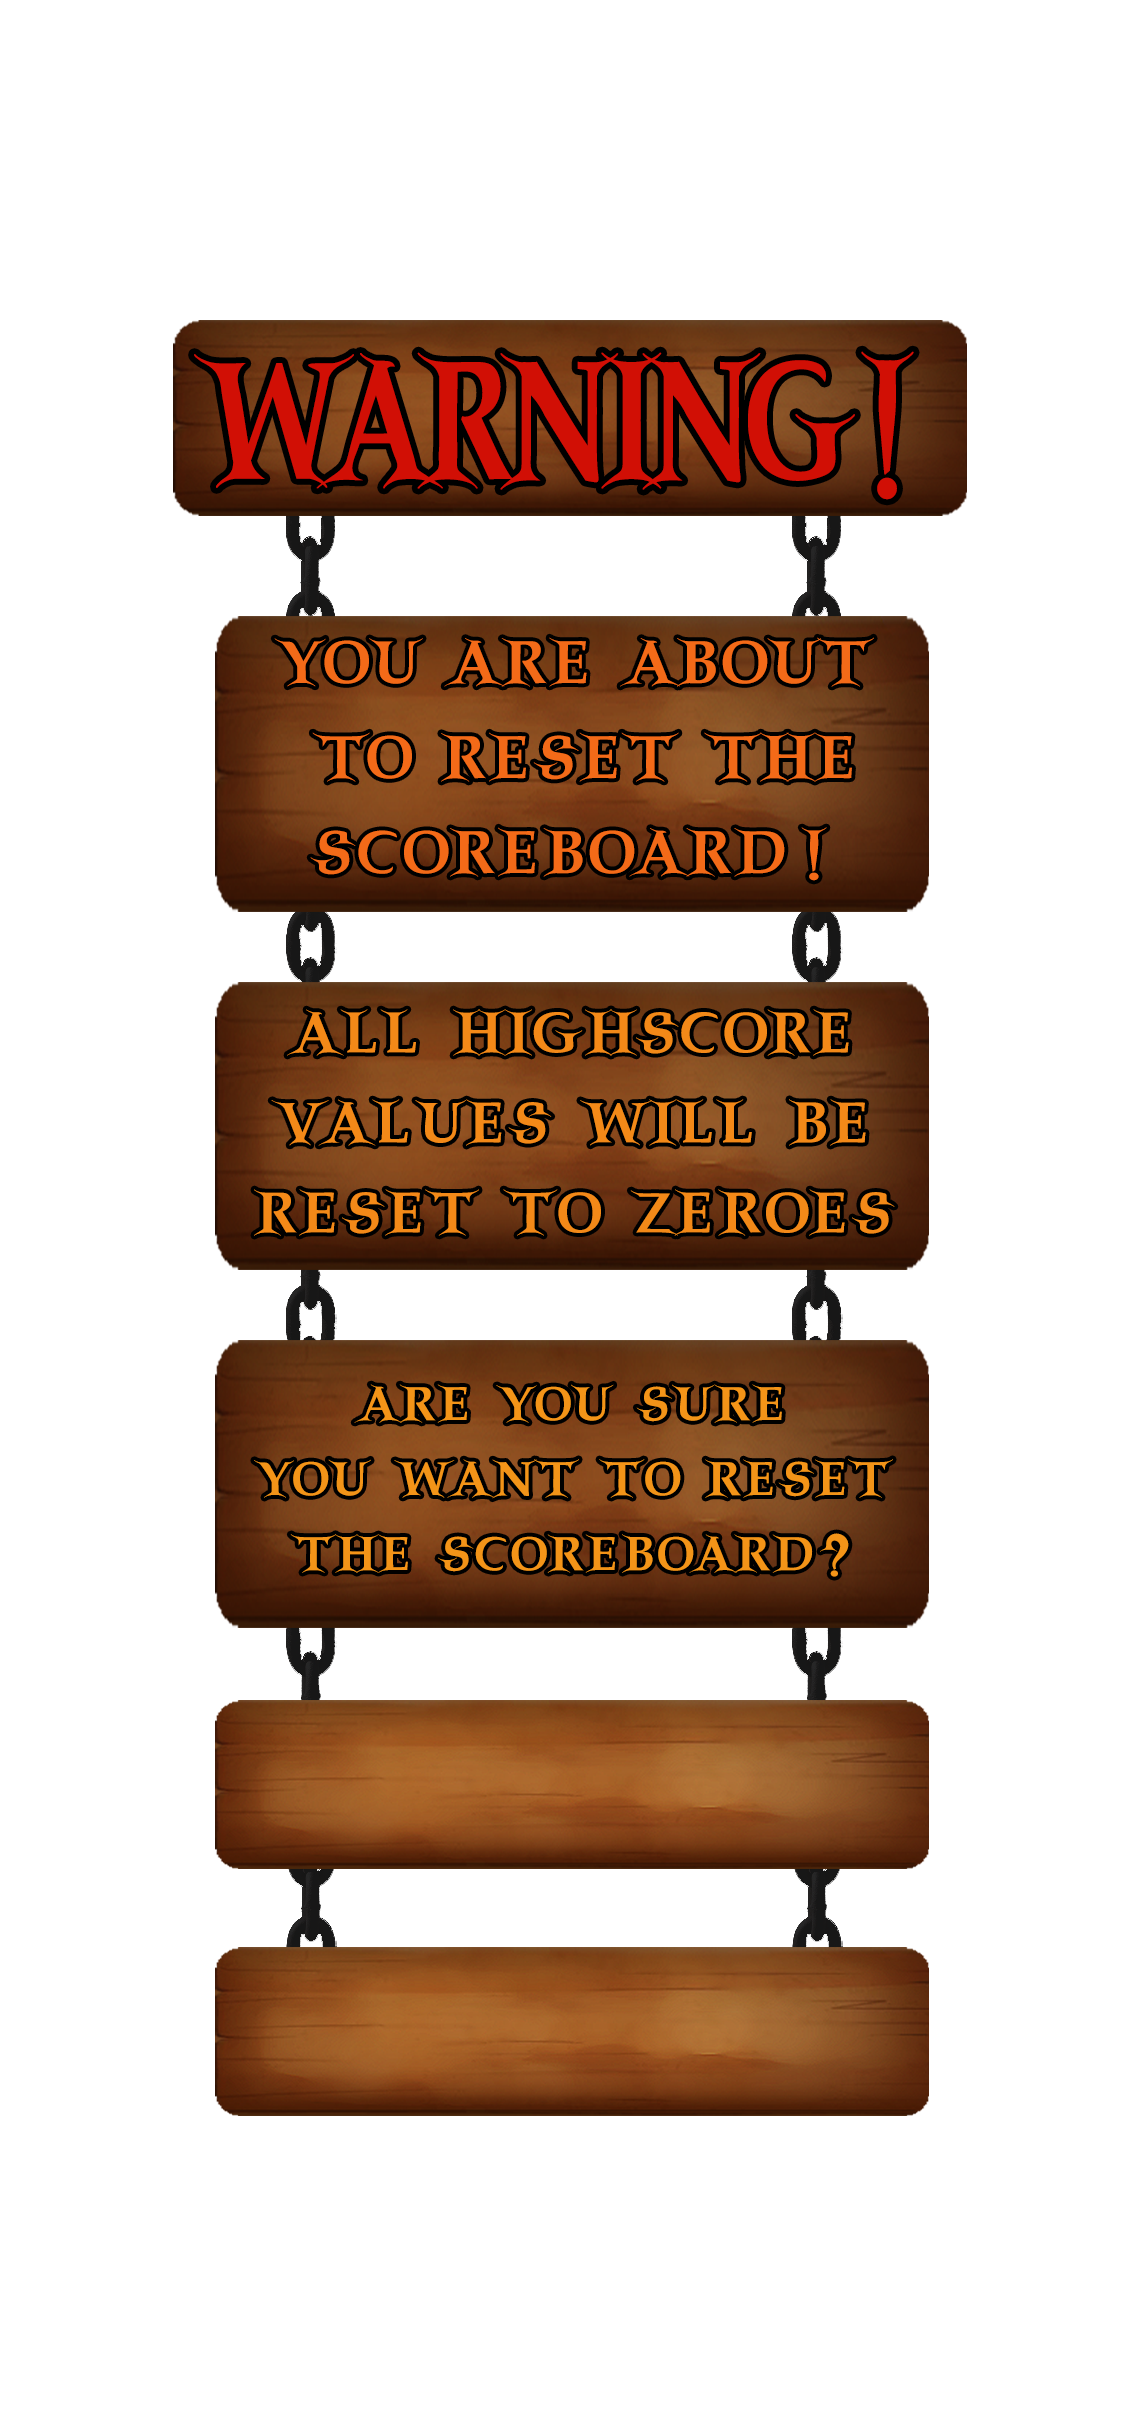 WARNING!
YOU ARE ABOUT
TO RESET THE
SCOREBOARD!
ALL HIGHSCORE
VALUES WILL BE
RESET TO ZEROES
ARE YOU SURE
YOU WANT TO RESET
THE SCOREBOARD?